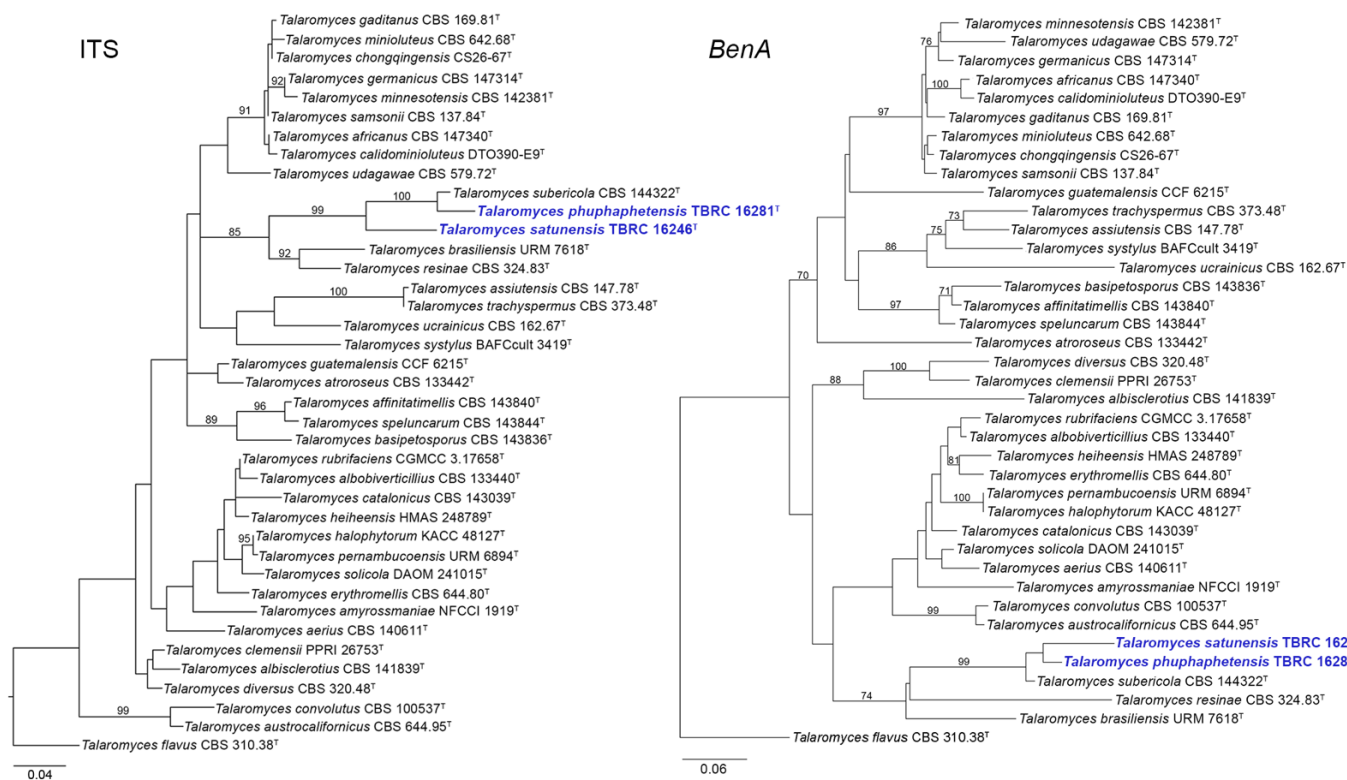 ITS
Talaromyces gaditanus CBS 169.81ᵀ
Talaromyces minioluteus CBS 642.68ᵀ
Talaromyces chongqingensis CS26-67ᵀ
92
Talaromyces germanicus CBS 147314ᵀ
Talaromyces minnesotensis CBS 142381ᵀ
91
Talaromyces samsonii CBS 137.84ᵀ
Talaromyces africanus CBS 147340ᵀ
Talaromyces calidominioluteus DTO390-E9ᵀ
Talaromyces udagawae CBS 579.72ᵀ
100
Talaromyces subericola CBS 144322ᵀ
99
Talaromyces phuphaphetensis TBRC 16281ᵀ
85
Talaromyces satunensis TBRC 16246ᵀ
92
Talaromyces brasiliensis URM 7618ᵀ
Talaromyces resinae CBS 324.83ᵀ
100
Talaromyces assiutensis CBS 147.78ᵀ
Talaromyces trachyspermus CBS 373.48ᵀ
Talaromyces ucrainicus CBS 162.67ᵀ
Talaromyces systylus BAFCcult 3419ᵀ
Talaromyces guatemalensis CCF 6215ᵀ
Talaromyces atroroseus CBS 133442ᵀ
96
Talaromyces affinitatimellis CBS 143840ᵀ
89
Talaromyces speluncarum CBS 143844ᵀ
Talaromyces basipetosporus CBS 143836ᵀ
Talaromyces rubrifaciens CGMCC 3.17658ᵀ
Talaromyces albobiverticillius CBS 133440ᵀ
Talaromyces catalonicus CBS 143039ᵀ
Talaromyces heiheensis HMAS 248789ᵀ
95
Talaromyces halophytorum KACC 48127ᵀ
Talaromyces pernambucoensis URM 6894ᵀ
Talaromyces solicola DAOM 241015ᵀ
Talaromyces erythromellis CBS 644.80ᵀ
Talaromyces amyrossmaniae NFCCI 1919ᵀ
Talaromyces aerius CBS 140611ᵀ
Talaromyces clemensii PPRI 26753ᵀ
Talaromyces albisclerotius CBS 141839ᵀ
Talaromyces diversus CBS 320.48ᵀ
99
Talaromyces convolutus CBS 100537ᵀ
Talaromyces austrocalifornicus CBS 644.95ᵀ
Talaromyces flavus CBS 310.38ᵀ
0.04
BenA
Talaromyces minnesotensis CBS 142381ᵀ
76
Talaromyces udagawae CBS 579.72ᵀ
Talaromyces germanicus CBS 147314ᵀ
100
Talaromyces africanus CBS 147340ᵀ
Talaromyces calidominioluteus DTO390-E9ᵀ
97
Talaromyces gaditanus CBS 169.81ᵀ
Talaromyces minioluteus CBS 642.68ᵀ
Talaromyces chongqingensis CS26-67ᵀ
Talaromyces samsonii CBS 137.84ᵀ
Talaromyces guatemalensis CCF 6215ᵀ
73
Talaromyces trachyspermus CBS 373.48ᵀ
75
Talaromyces assiutensis CBS 147.78ᵀ
86
Talaromyces systylus BAFCcult 3419ᵀ
Talaromyces ucrainicus CBS 162.67ᵀ
70
71
Talaromyces basipetosporus CBS 143836ᵀ
97
Talaromyces affinitatimellis CBS 143840ᵀ
Talaromyces speluncarum CBS 143844ᵀ
Talaromyces atroroseus CBS 133442ᵀ
100
Talaromyces diversus CBS 320.48ᵀ
88
Talaromyces clemensii PPRI 26753ᵀ
Talaromyces albisclerotius CBS 141839ᵀ
Talaromyces rubrifaciens CGMCC 3.17658ᵀ
Talaromyces albobiverticillius CBS 133440ᵀ
81
Talaromyces heiheensis HMAS 248789ᵀ
Talaromyces erythromellis CBS 644.80ᵀ
100
Talaromyces pernambucoensis URM 6894ᵀ
Talaromyces halophytorum KACC 48127ᵀ
Talaromyces catalonicus CBS 143039ᵀ
Talaromyces solicola DAOM 241015ᵀ
Talaromyces aerius CBS 140611ᵀ
Talaromyces amyrossmaniae NFCCI 1919ᵀ
99
Talaromyces convolutus CBS 100537ᵀ
Talaromyces austrocalifornicus CBS 644.95ᵀ
Talaromyces satunensis TBRC 162
99
Talaromyces phuphaphetensis TBRC 1628
Talaromyces subericola CBS 144322ᵀ
74
Talaromyces resinae CBS 324.83ᵀ
Talaromyces brasiliensis URM 7618ᵀ
Talaromyces flavus CBS 310.38ᵀ
0.06